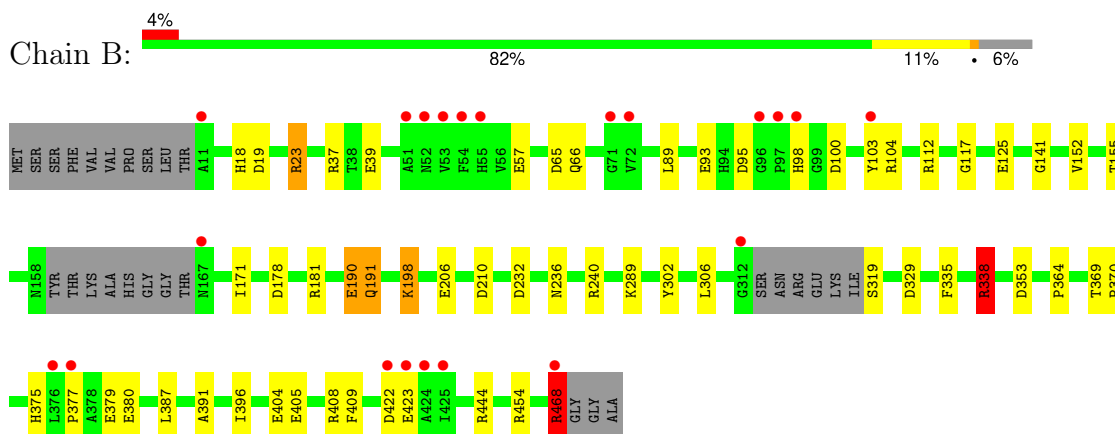 4%
Chain B:
82% 11% • 6%
MET SER SER PHE VAL VAL PRO SER LEU THR A11 H18 D19 R23 R37 T38 E39 A51 N52 V53 F54 H55 V56 E57 D65 Q66 G71 V72 L89 E93 H94 D95 G96 P97 H98 G99 D100 Y103 R104 R112 G117 E125 G141 V152 T155
N158 TYR THR LYS ALA HIS GLY GLY THR N167 I171 D178 R181 E190 Q191 K198 E206 D210 D232 N236 R240 K289 Y302 L306 G312 SER ASN ARG GLU LYS ILE S319 D329 F335 R338 D353 P364 T369 R370
H375 L376 P377 A378 E379 E380 L387 A391 I396 E404 E405 R408 F409 D422 E423 A424 I425 R444 R454 R468 GLY GLY ALA